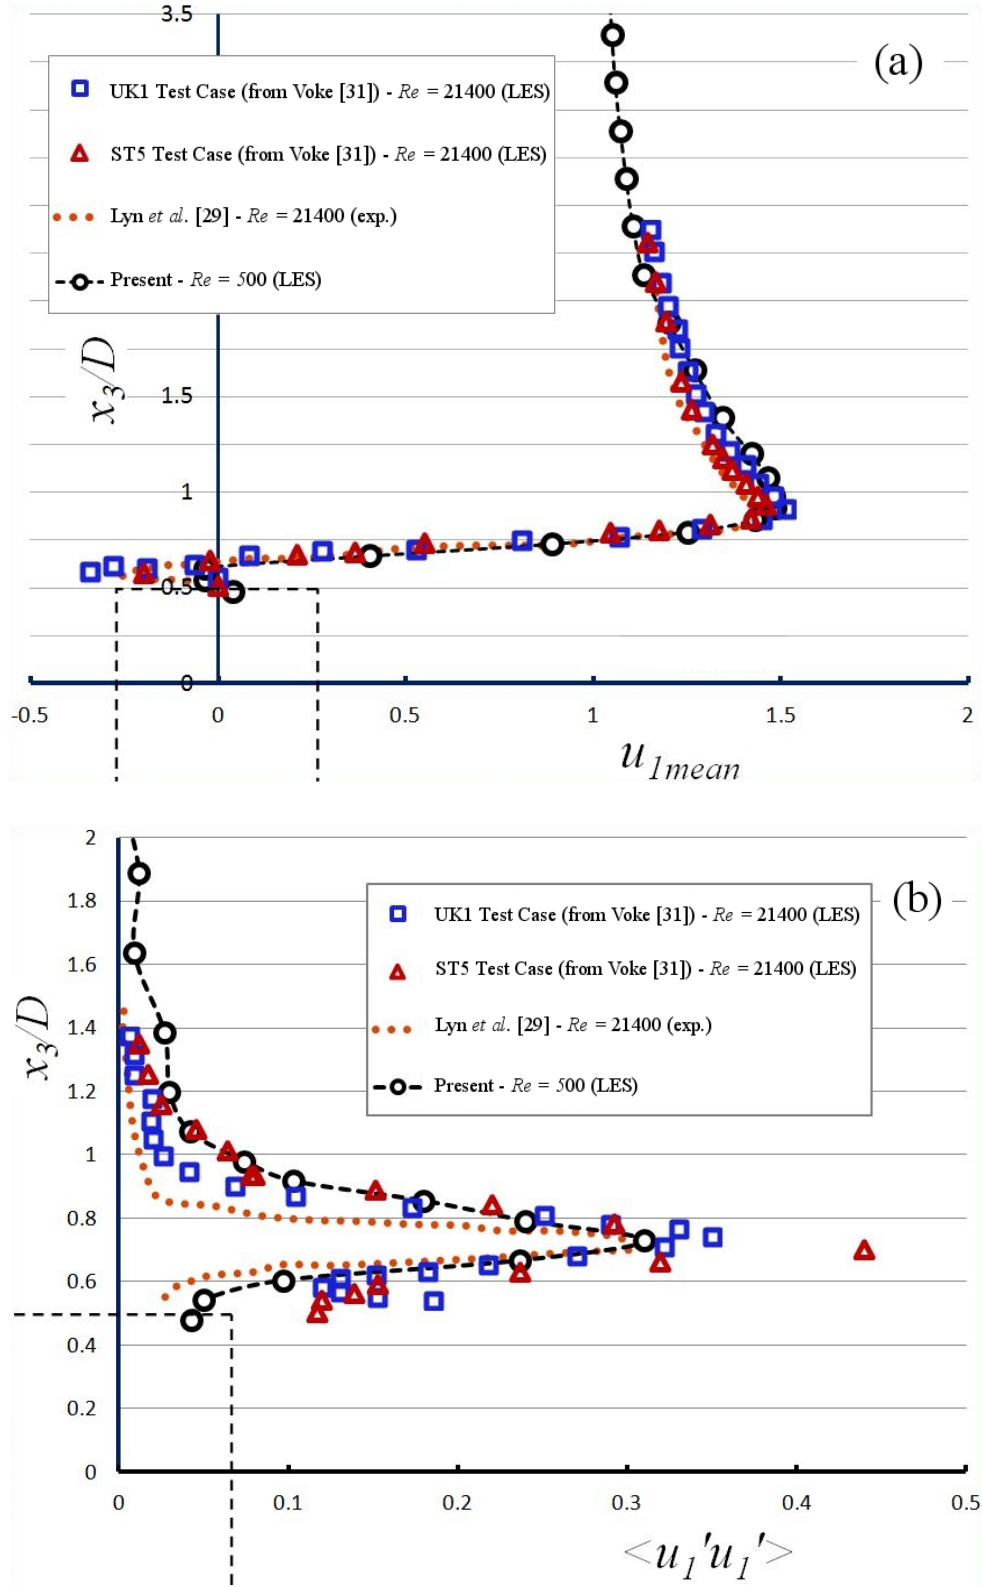 3.5
(a)
UK1 Test Case (from Voke [31]) - Re = 21400 (LES)
ST5 Test Case (from Voke [31]) - Re = 21400 (LES)
Lyn et al. [29] - Re = 21400 (exp.)
Present - Re = 500 (LES)
x3/D
1.5
1
0.5
0
-0.5 0 0.5 1 1.5 2
u1mean
2
1.8
1.6
1.4
1.2
1
0.8
0.6
0.4
0.2
0
(b)
UK1 Test Case (from Voke [31]) - Re = 21400 (LES)
ST5 Test Case (from Voke [31]) - Re = 21400 (LES)
Lyn et al. [29] - Re = 21400 (exp.)
Present - Re = 500 (LES)
x3/D
0 0.1 0.2 0.3 0.4 0.5
<u1'u1'>